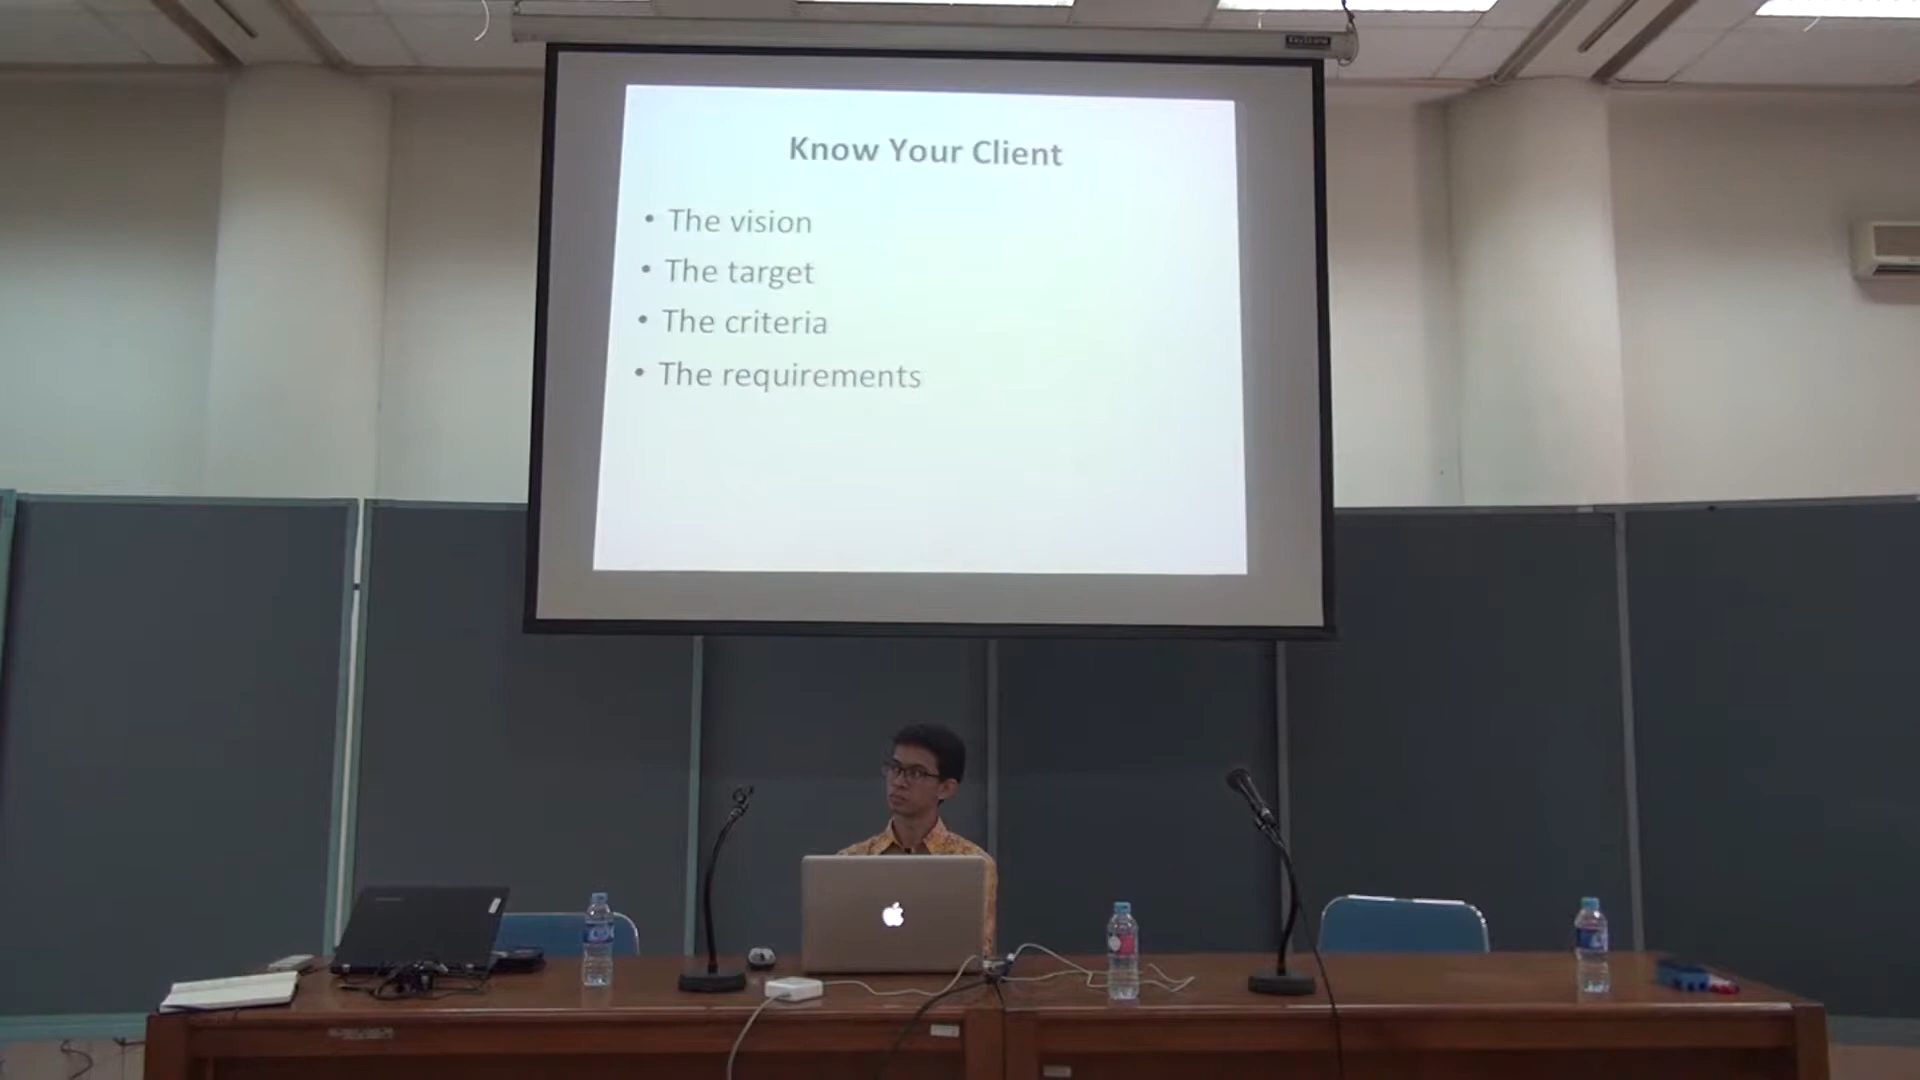 Know Your Client
• The vision
• The target
• The criteria
• The requirements